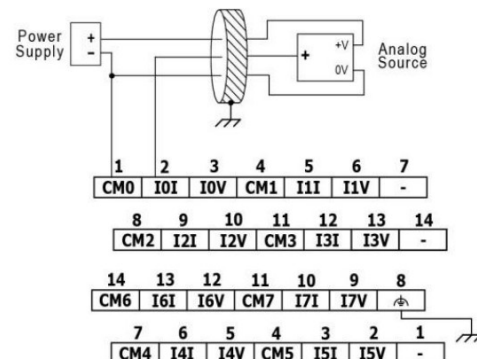 Power Supply + -
+ +V 0V
Analog Source
1 2 3 4 5 6 7
CM0 I0I I0V CM1 I1I I1V -
8 9 10 11 12 13 14
CM2 I2I I2V CM3 I3I I3V -
14 13 12 11 10 9 8
CM6 I6I I6V CM7 I7I I7V
7 6 5 4 3 2 1
CM4 I4I I4V CM5 I5I I5V -